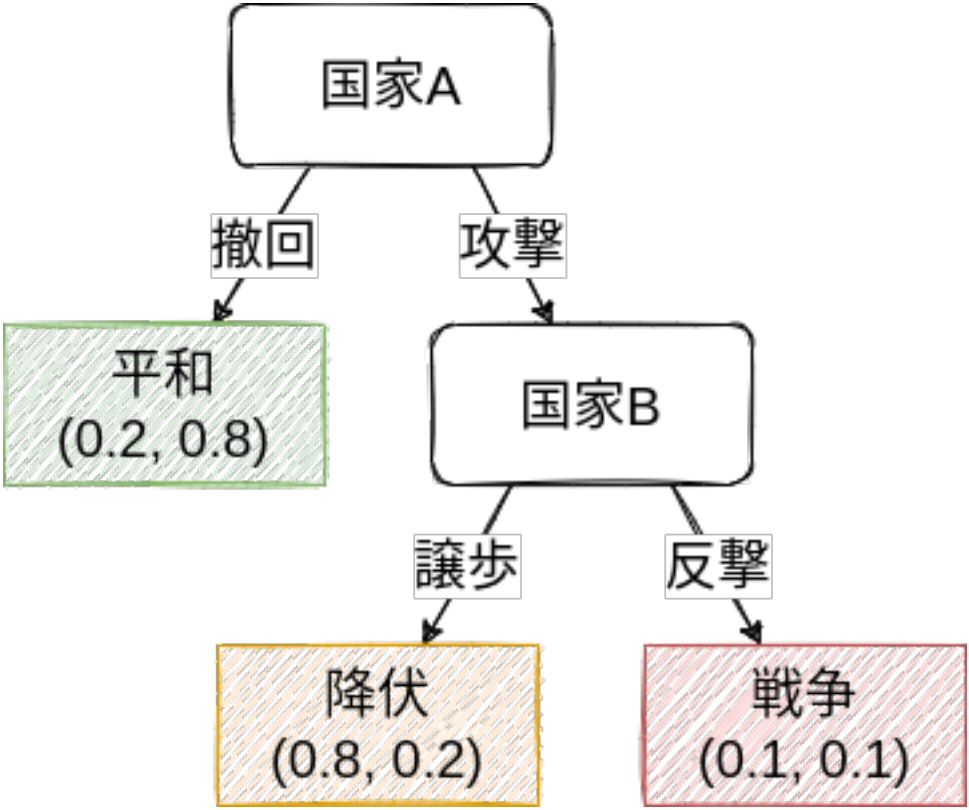 国家A
撤回
攻撃
平和
(0.2, 0.8)
国家B
譲歩
反撃
降伏
(0.8, 0.2)
戦争
(0.1, 0.1)